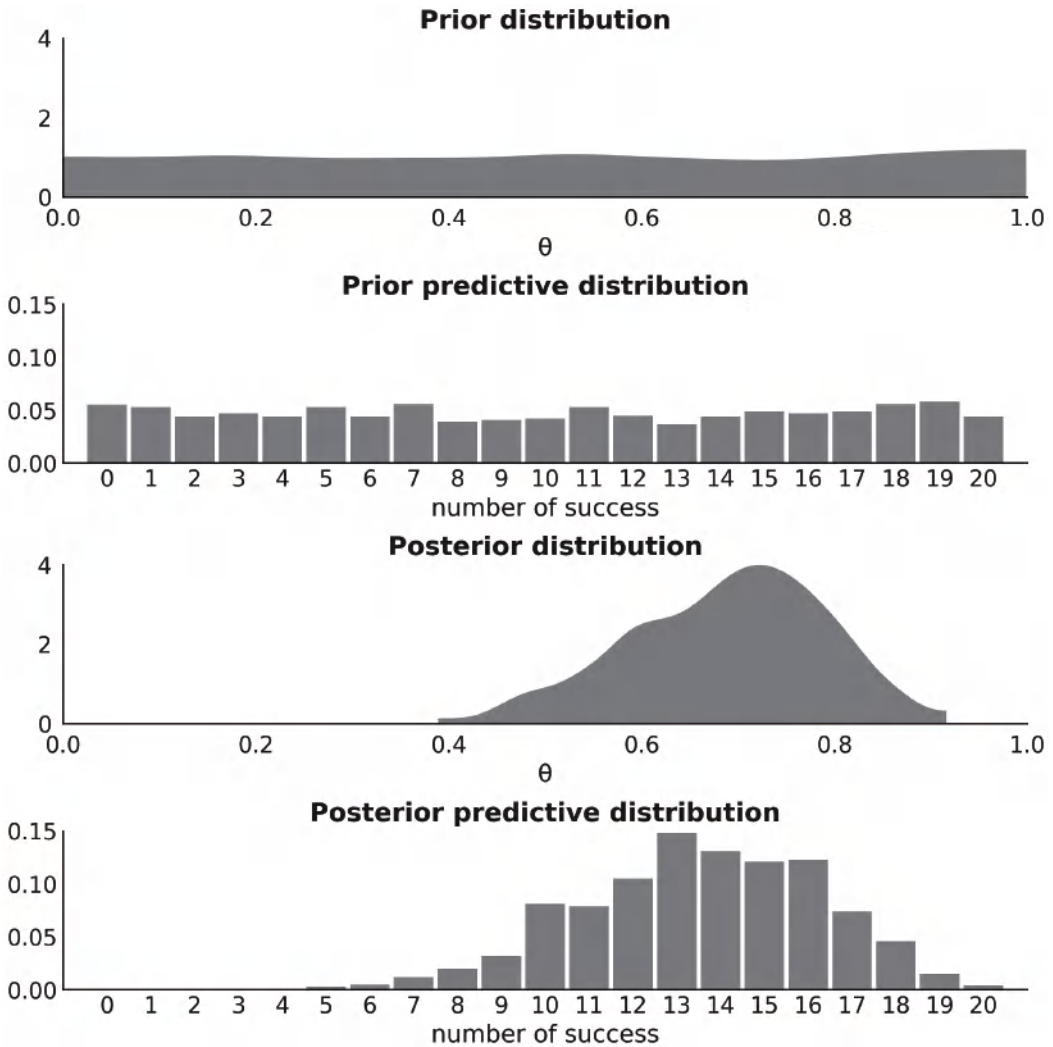 Prior distribution
4
2
0
0.0 0.2 0.4 0.6 0.8 1.0
θ
Prior predictive distribution
0.15
0.10
0.05
0.00
0 1 2 3 4 5 6 7 8 9 10 11 12 13 14 15 16 17 18 19 20
number of success
Posterior distribution
4
2
0
0.0 0.2 0.4 0.6 0.8 1.0
θ
Posterior predictive distribution
0.15
0.10
0.05
0.00
0 1 2 3 4 5 6 7 8 9 10 11 12 13 14 15 16 17 18 19 20
number of success